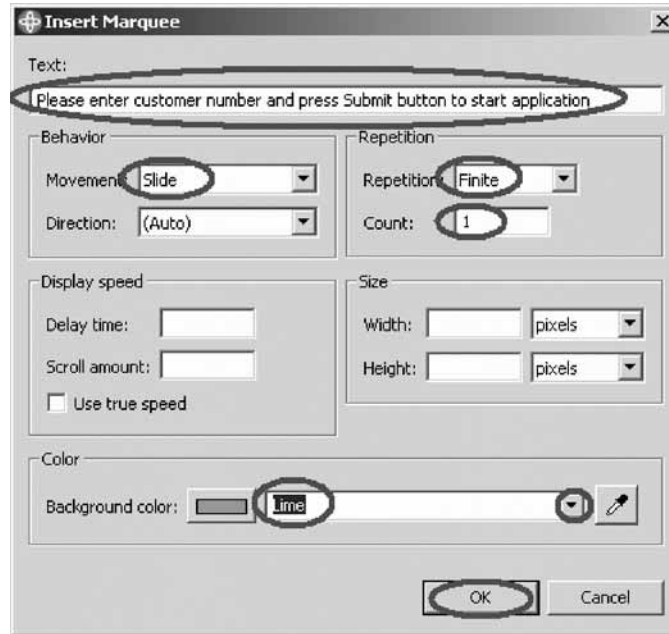 Insert Marquee
Text:
Please enter customer number and press Submit button to start application
Behavior
Movement: Slide
Direction: (Auto)
Repetition
Repetition: Finite
Count: 1
Display speed
Delay time:
Scroll amount:
Use true speed
Size
Width: pixels
Height: pixels
Color
Background color: Lime
OK Cancel